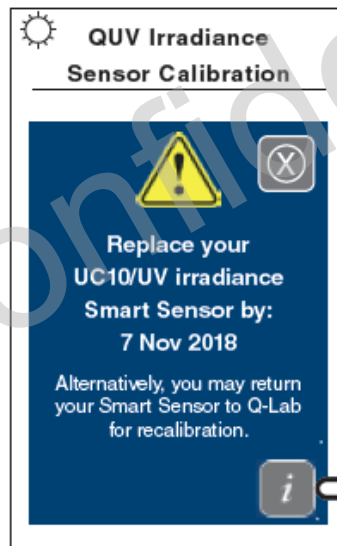 QUV Irradiance
Sensor Calibration
Replace your
UC10/UV irradiance
Smart Sensor by:
7 Nov 2018
Alternatively, you may return
your Smart Sensor to Q-Lab
for recalibration.
i